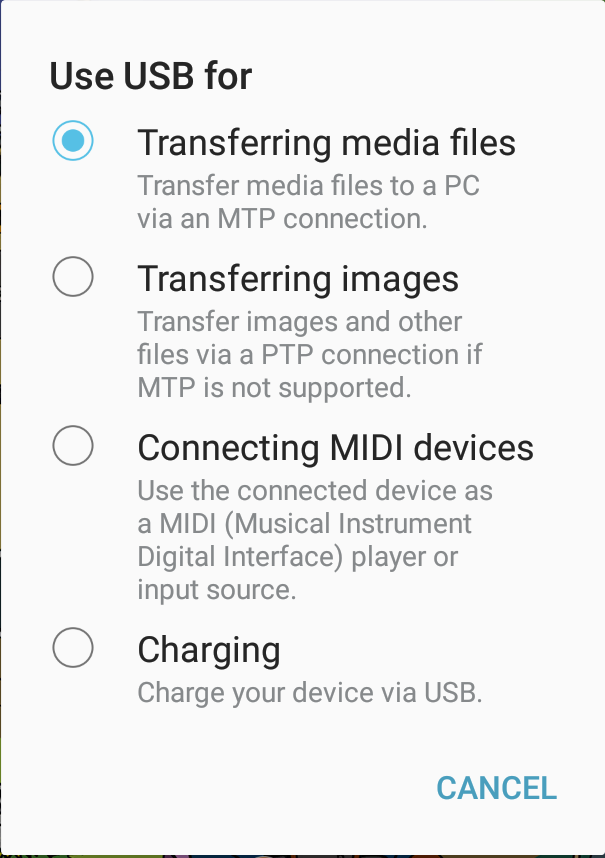 Use USB for
Transferring media files
Transfer media files to a PC
via an MTP connection.
Transferring images
Transfer images and other
files via a PTP connection if
MTP is not supported.
Connecting MIDI devices
Use the connected device as
a MIDI (Musical Instrument
Digital Interface) player or
input source.
Charging
Charge your device via USB.
CANCEL